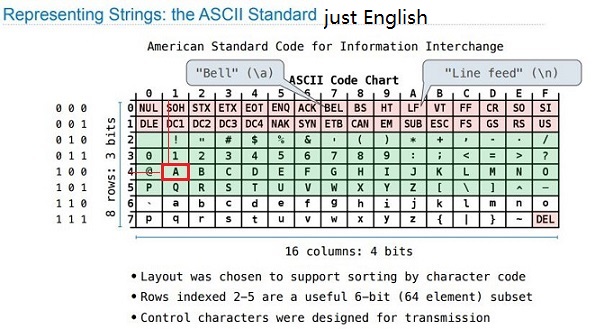 Representing Strings: the ASCII Standard just English
American Standard Code for Information Interchange
"Bell" (\a) "Line feed" (\n)
ASCII Code Chart
0 1 2 3 4 5 6 7 8 9 A B C D E F
0 0 0 0 NUL SOH STX ETX EOT ENQ ACK BEL BS HT LF VT FF CR SO SI
0 0 1 1 DLE DC1 DC2 DC3 DC4 NAK SYN ETB CAN EM SUB ESC FS GS RS US
0 1 0 2 ! " # $ % & ' ( ) * + , - . /
0 1 1 3 0 1 2 3 4 5 6 7 8 9 : ; < = > ?
1 0 0 4 @ A B C D E F G H I J K L M N O
1 0 1 5 P Q R S T U V W X Y Z [ \ ] ^ _
1 1 0 6 ` a b c d e f g h i j k l m n o
1 1 1 7 p q r s t u v w x y z { | } ~ DEL
8 rows: 3 bits
16 columns: 4 bits
• Layout was chosen to support sorting by character code
• Rows indexed 2-5 are a useful 6-bit (64 element) subset
• Control characters were designed for transmission